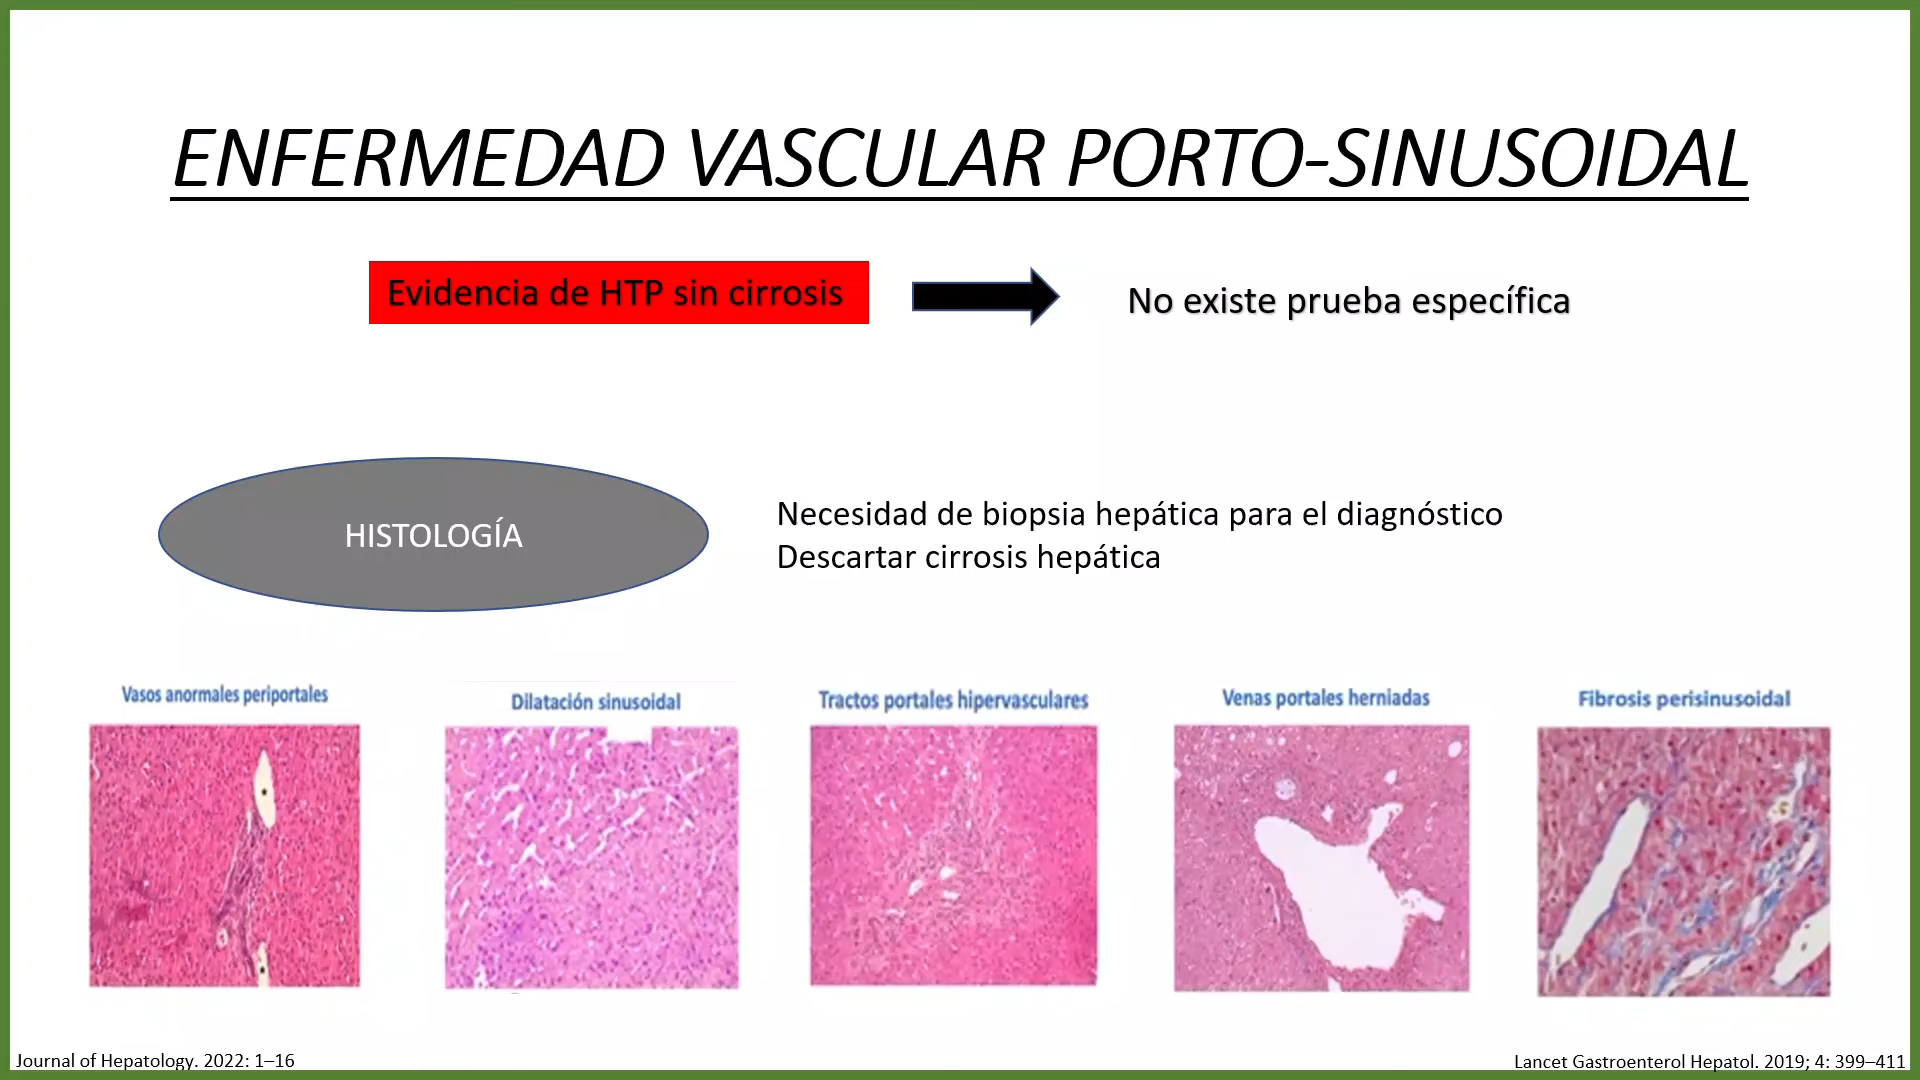 ENFERMEDAD VASCULAR PORTO-SINUSOIDAL
Evidencia de HTP sin cirrosis
No existe prueba específica
HISTOLOGÍA
Necesidad de biopsia hepática para el diagnóstico
Descartar cirrosis hepática
Vasos anormales periportales
Dilatación sinusoidal
Tractos portales hipervasculares
Venas portales herniadas
Fibrosis perisinusoidal
Journal of Hepatology. 2022: 1–16
Lancet Gastroenterol Hepatol. 2019; 4: 399–411